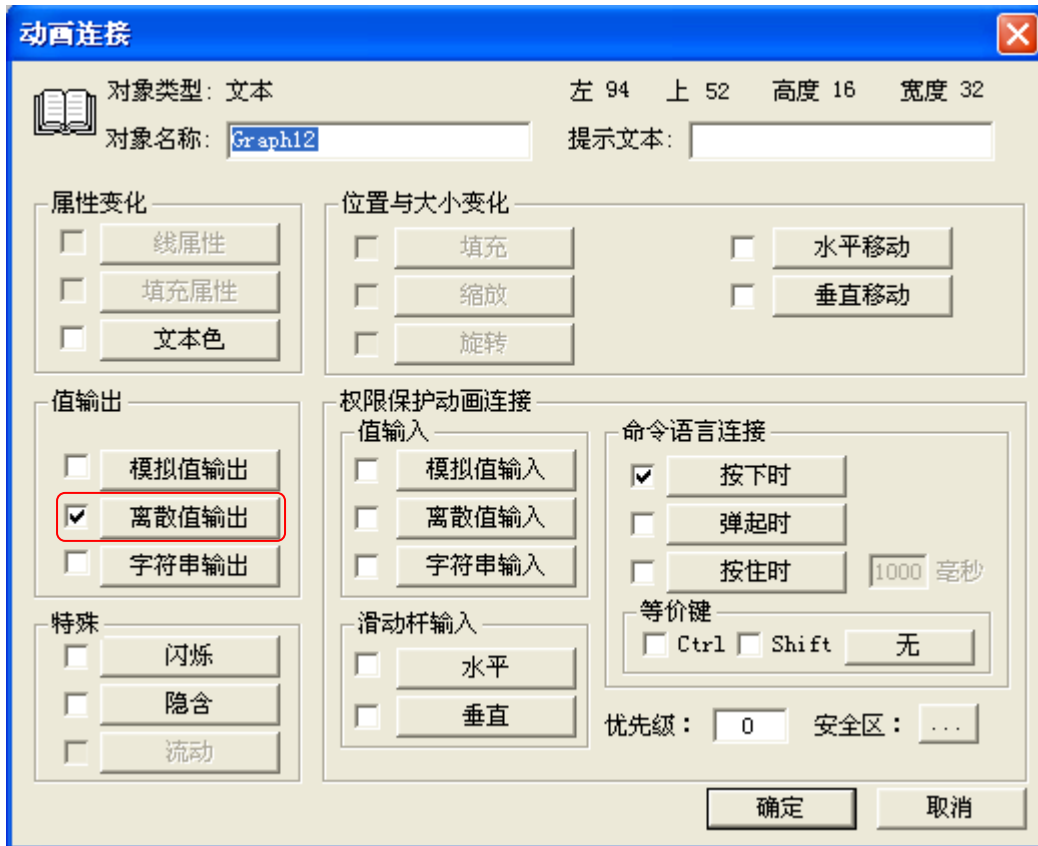 动画连接
对象类型: 文本 左 94 上 52 高度 16 宽度 32
对象名称: Graph12 提示文本:
属性变化
线属性
填充属性
文本色
位置与大小变化
填充 水平移动
缩放 垂直移动
旋转
值输出
模拟值输出
离散值输出
字符串输出
特殊
闪烁
隐含
流动
权限保护动画连接
值输入
模拟值输入
离散值输入
字符串输入
滑动杆输入
水平
垂直
命令语言连接
按下时
弹起时
按住时 1000 毫秒
等价键
Ctrl Shift 无
优先级： 0 安全区： ...
确定 取消